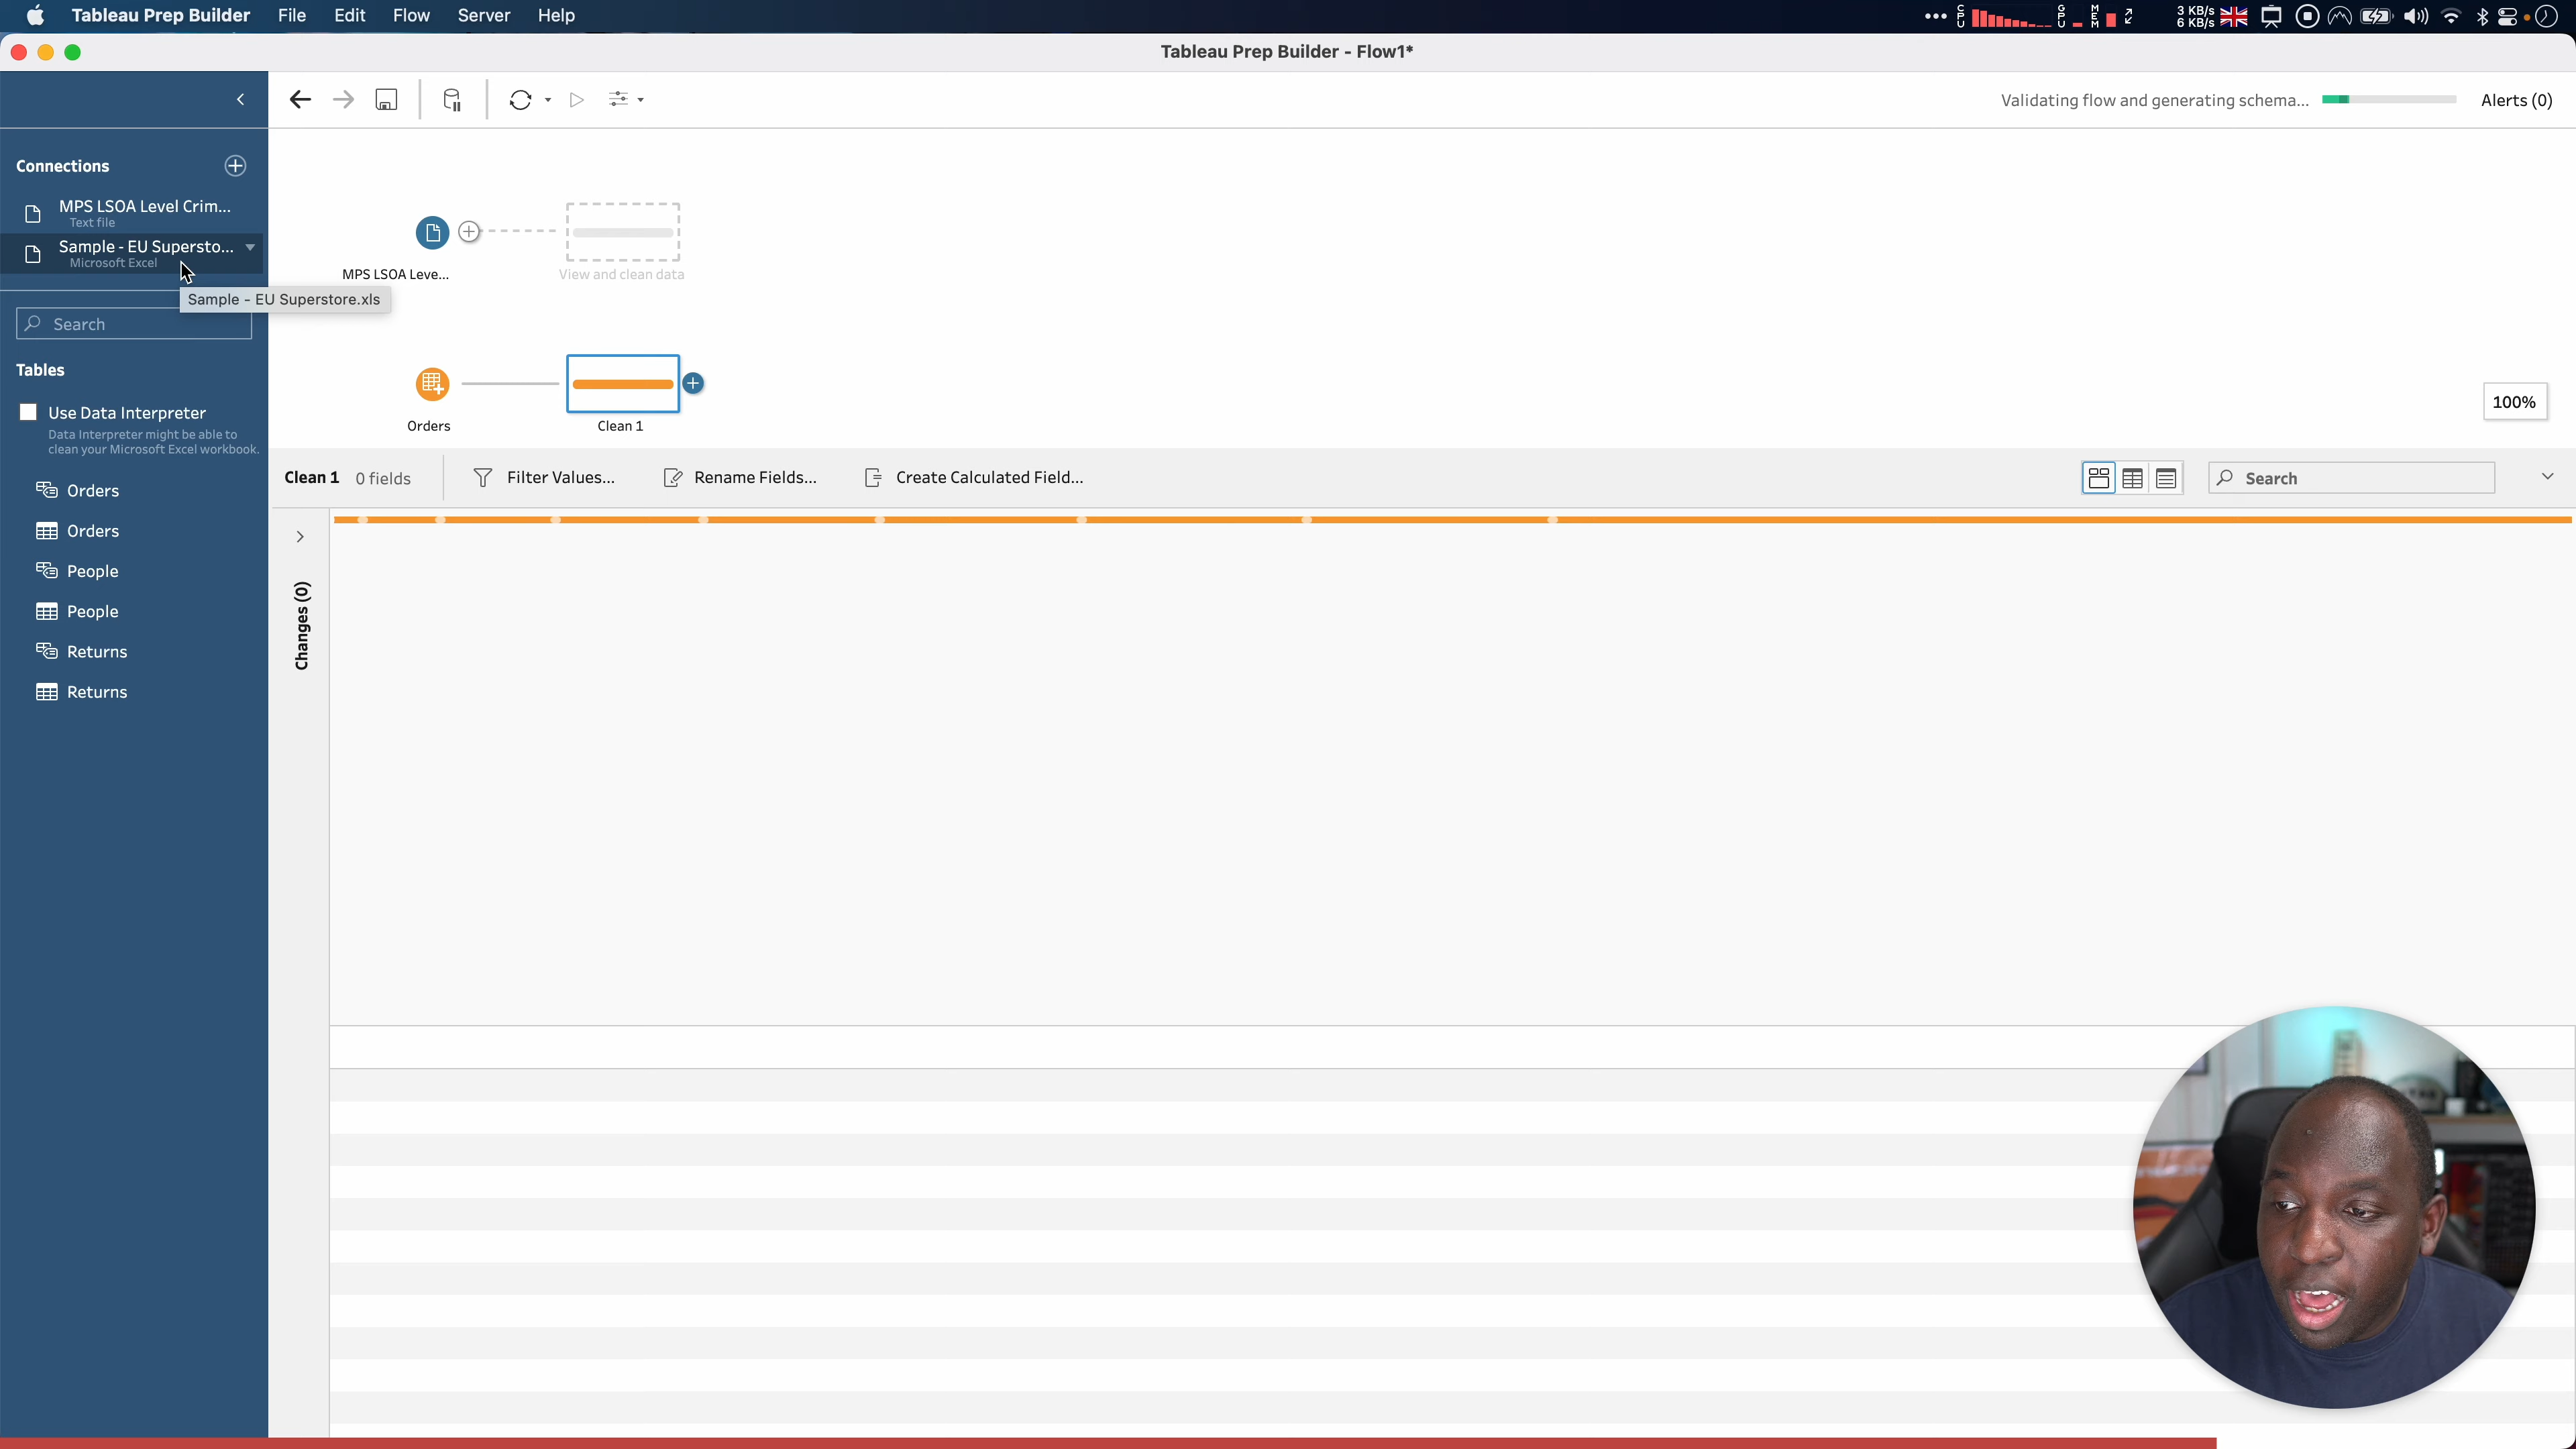 Tableau Prep Builder File Edit Flow Server Help
CPU GPU MEM 3 KB/s
6 KB/s
Tableau Prep Builder - Flow1*
Validating flow and generating schema... Alerts (0)
Connections
MPS LSOA Level Crim...
Text file
Sample - EU Supersto...
Microsoft Excel
Sample - EU Superstore.xls
Search
Tables
Use Data Interpreter
Data Interpreter might be able to
clean your Microsoft Excel workbook.
Orders
Orders
People
People
Returns
Returns
MPS LSOA Leve...
View and clean data
Orders
Clean 1
100%
Clean 1 0 fields Filter Values... Rename Fields... Create Calculated Field... Search
Changes (0)